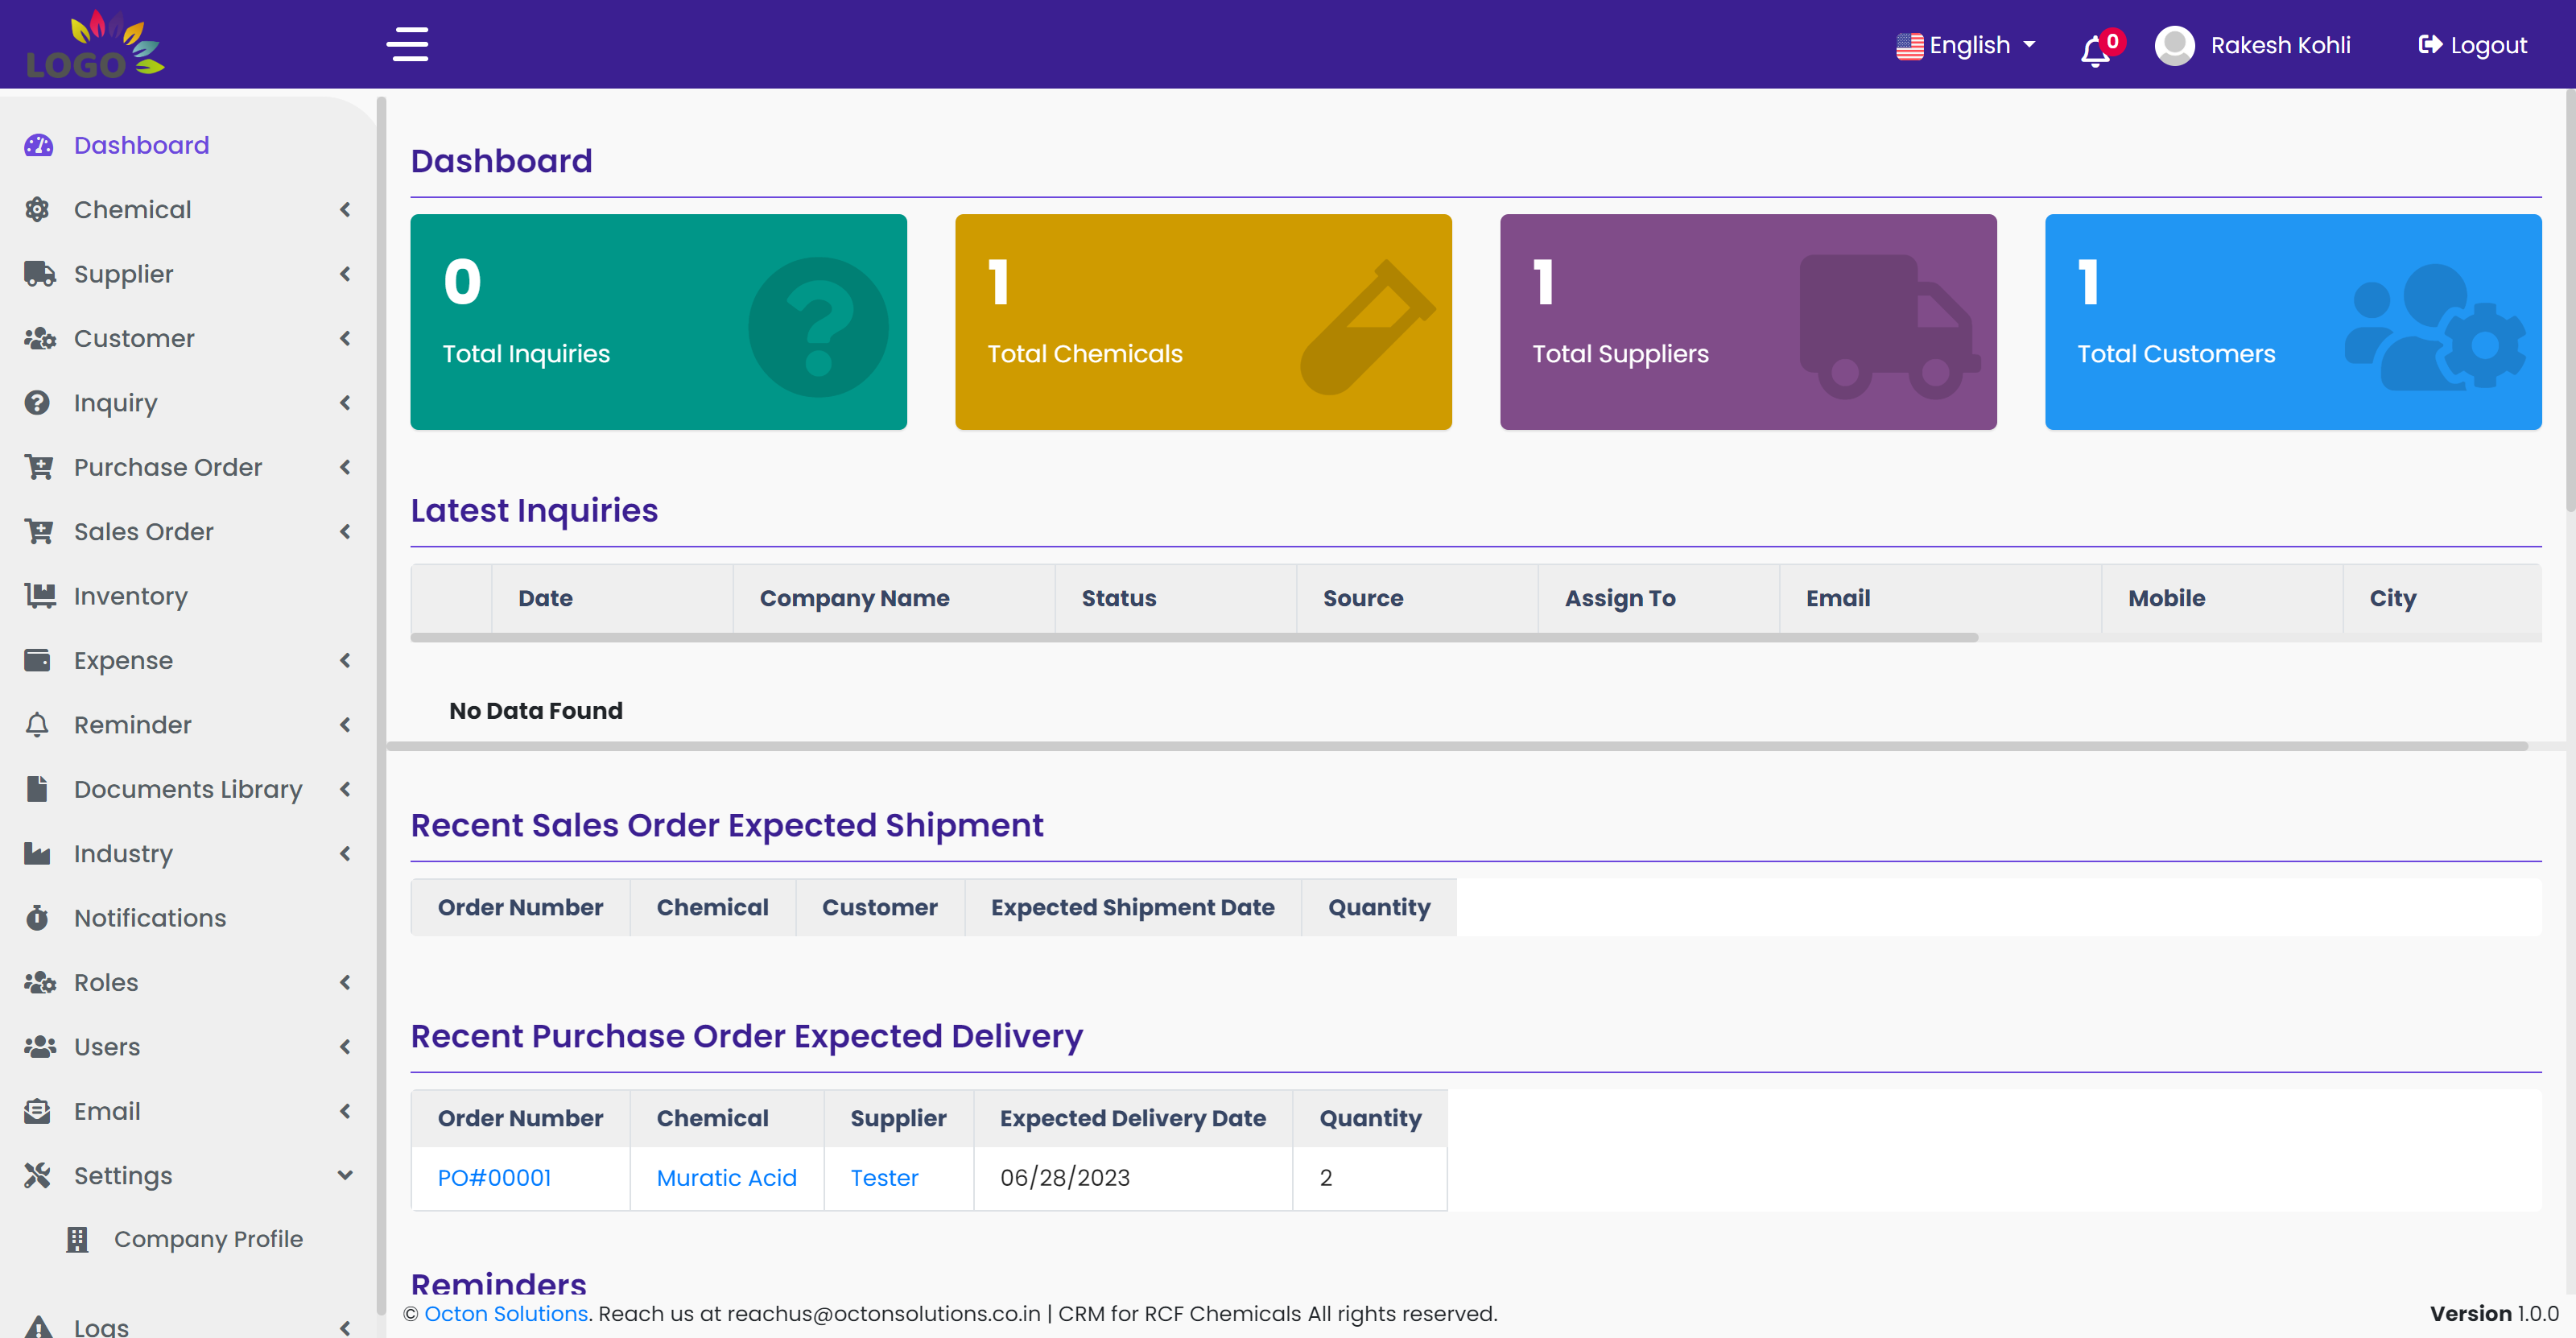 LOGO
English
0
Rakesh Kohli
Logout
Dashboard
Chemical
Supplier
Customer
Inquiry
Purchase Order
Sales Order
Inventory
Expense
Reminder
Documents Library
Industry
Notifications
Roles
Users
Email
Settings
Company Profile
Logs
Dashboard
0
Total Inquiries
1
Total Chemicals
1
Total Suppliers
1
Total Customers
Latest Inquiries
Date Company Name Status Source Assign To Email Mobile City
No Data Found
Recent Sales Order Expected Shipment
Order Number Chemical Customer Expected Shipment Date Quantity
Recent Purchase Order Expected Delivery
Order Number Chemical Supplier Expected Delivery Date Quantity
PO#00001 Muratic Acid Tester 06/28/2023 2
Reminders
© Octon Solutions. Reach us at reachus@octonsolutions.co.in | CRM for RCF Chemicals All rights reserved.
Version 1.0.0